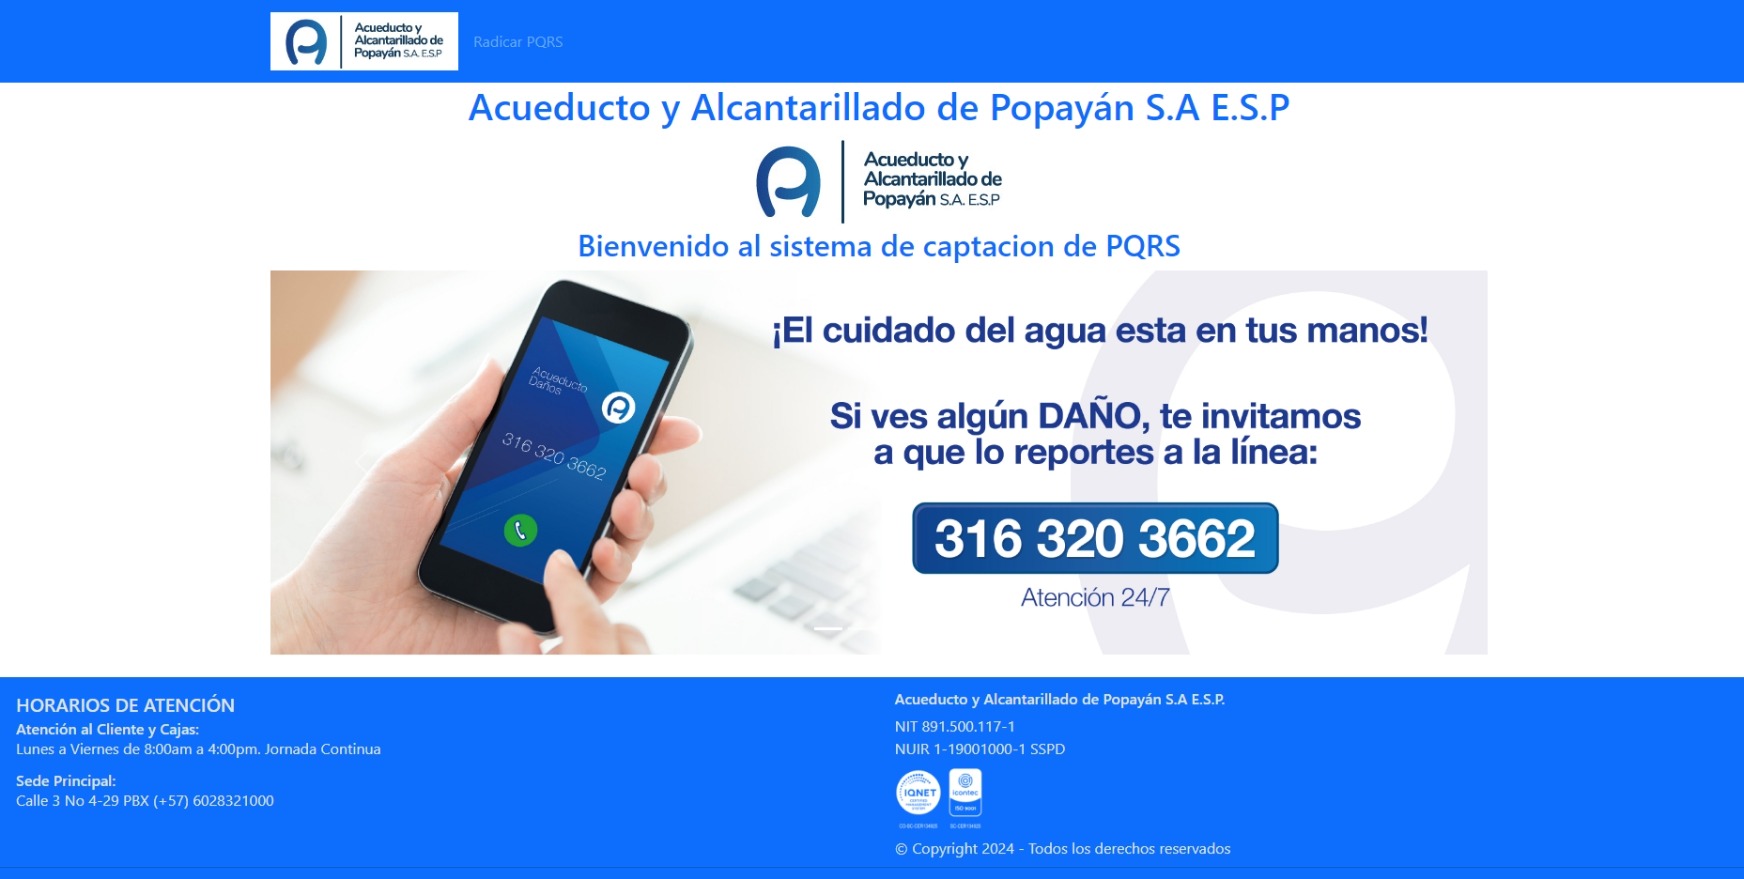 Acueducto y
Alcantarillado de
Popayán S.A. E.S.P
Radicar PQRS
Acueducto y Alcantarillado de Popayán S.A E.S.P
Acueducto y
Alcantarillado de
Popayán S.A. E.S.P
Bienvenido al sistema de captacion de PQRS
Acueducto
Daños
316 320 3662
¡El cuidado del agua esta en tus manos!
Si ves algún DAÑO, te invitamos
a que lo reportes a la línea:
316 320 3662
Atención 24/7
HORARIOS DE ATENCIÓN
Atención al Cliente y Cajas:
Lunes a Viernes de 8:00am a 4:00pm. Jornada Continua
Sede Principal:
Calle 3 No 4-29 PBX (+57) 6028321000
Acueducto y Alcantarillado de Popayán S.A E.S.P.
NIT 891.500.117-1
NUIR 1-19001000-1 SSPD
IQNET
icontec
ISO 9001
© Copyright 2024 - Todos los derechos reservados